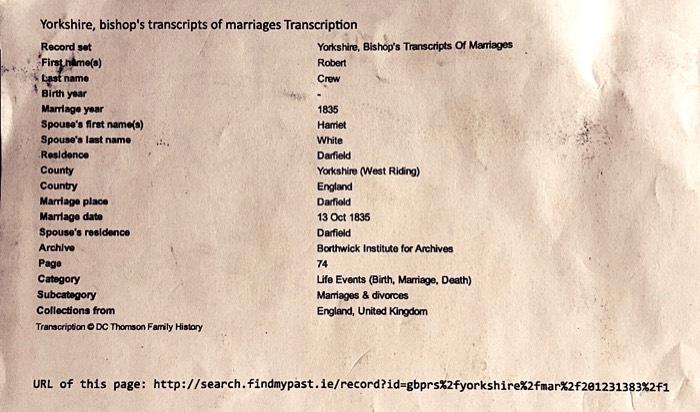 Yorkshire, bishop's transcripts of marriages Transcription
Record set Yorkshire, Bishop's Transcripts Of Marriages
First name(s) Robert
Last name Crew
Birth year -
Marriage year 1835
Spouse's first name(s) Harriet
Spouse's last name White
Residence Darfield
County Yorkshire (West Riding)
Country England
Marriage place Darfield
Marriage date 13 Oct 1835
Spouse's residence Darfield
Archive Borthwick Institute for Archives
Page 74
Category Life Events (Birth, Marriage, Death)
Subcategory Marriages & divorces
Collections from England, United Kingdom
Transcription © DC Thomson Family History
URL of this page: http://search.findmypast.ie/record?id=gbprs%2fyorkshire%2fmar%2f201231383%2f1